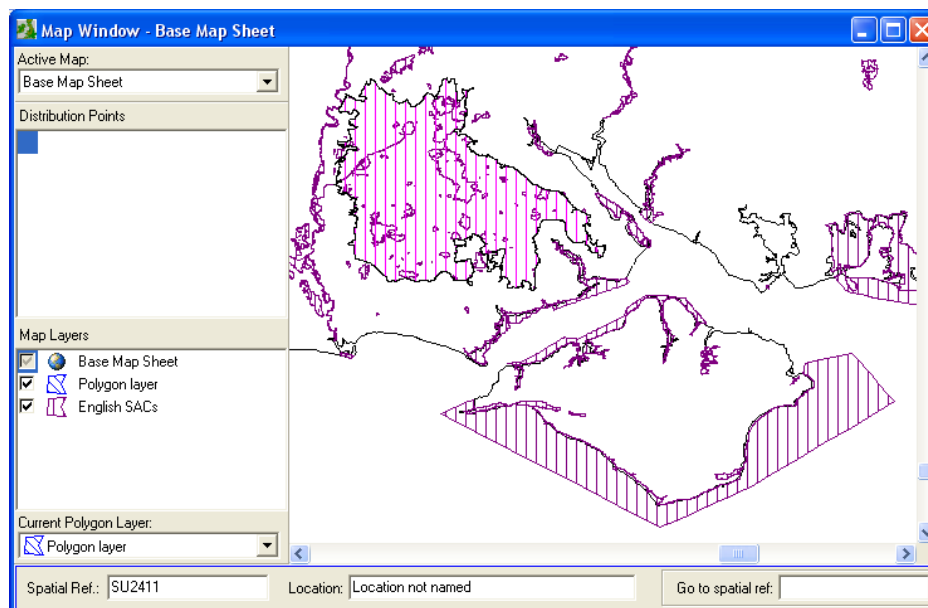 Map Window - Base Map Sheet
Active Map:
Base Map Sheet
Distribution Points
Map Layers
Base Map Sheet
Polygon layer
English SACs
Current Polygon Layer:
Polygon layer
Spatial Ref.: SU2411 Location: Location not named Go to spatial ref: